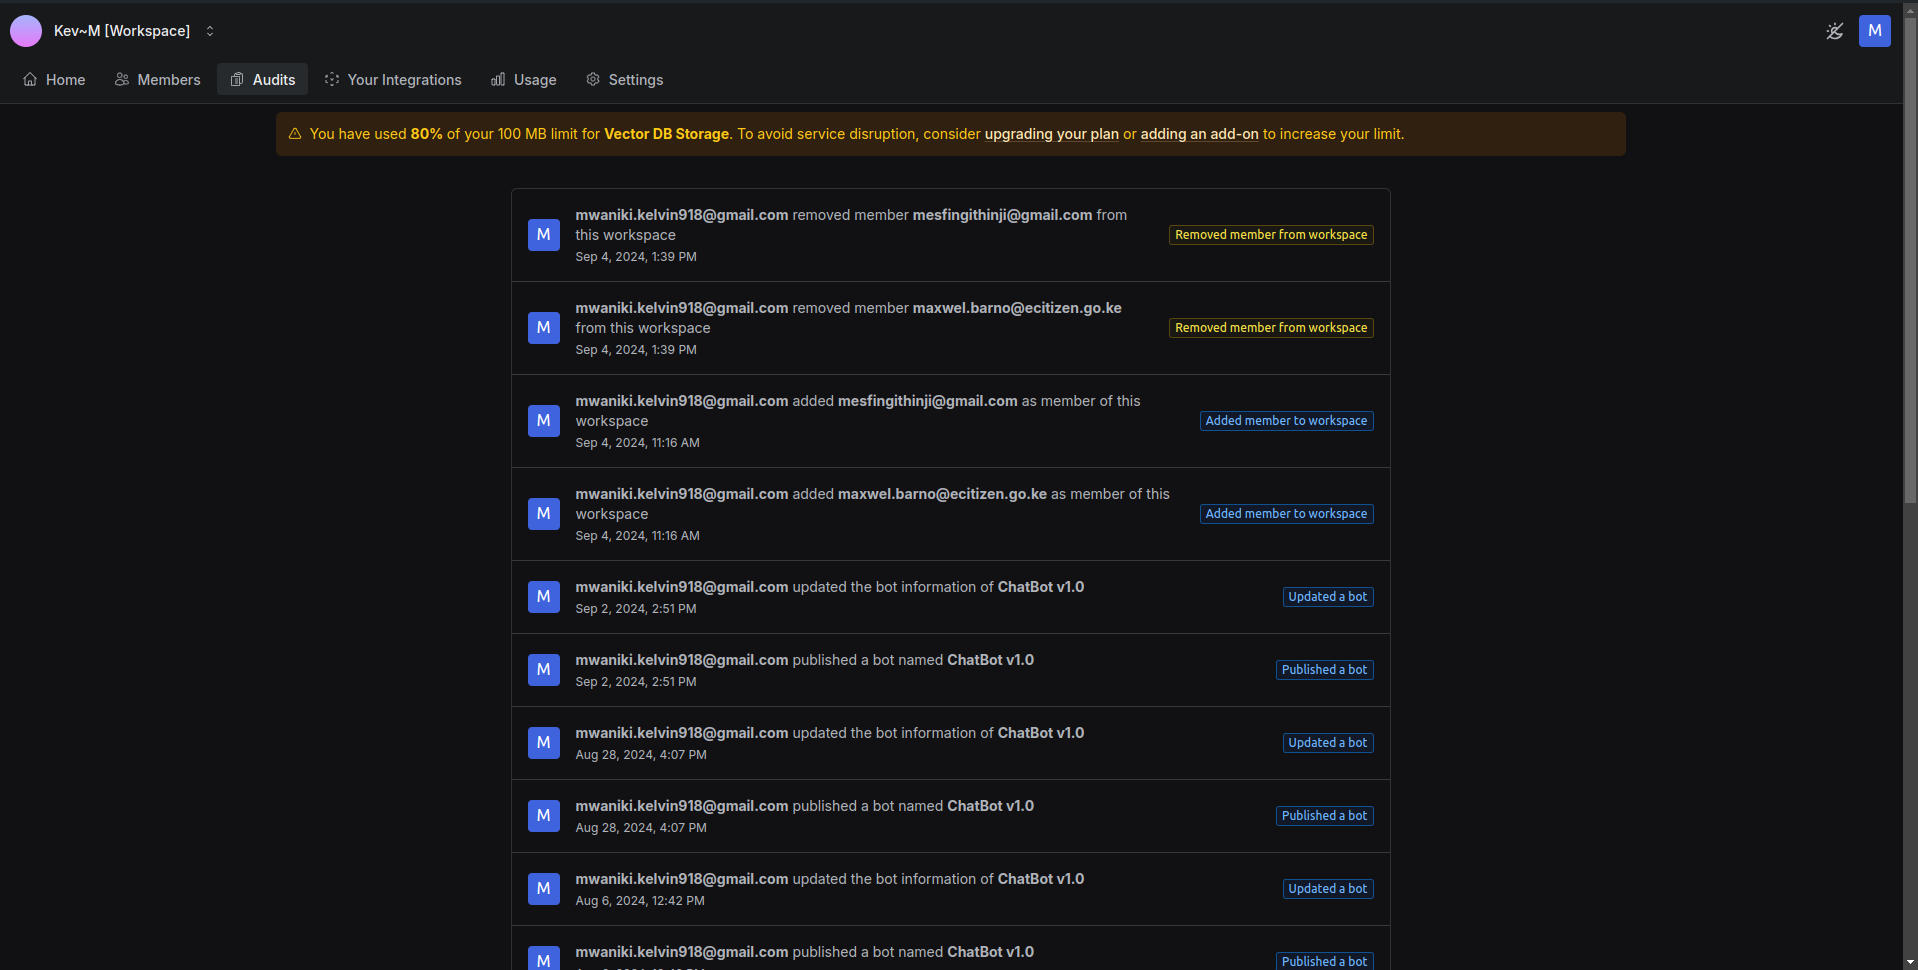 Kev~M [Workspace]
M
Home
Members
Audits
Your Integrations
Usage
Settings
You have used 80% of your 100 MB limit for Vector DB Storage. To avoid service disruption, consider upgrading your plan or adding an add-on to increase your limit.
M
mwaniki.kelvin918@gmail.com removed member mesfingithinji@gmail.com from
this workspace
Sep 4, 2024, 1:39 PM
Removed member from workspace
M
mwaniki.kelvin918@gmail.com removed member maxwel.barno@ecitizen.go.ke
from this workspace
Sep 4, 2024, 1:39 PM
Removed member from workspace
M
mwaniki.kelvin918@gmail.com added mesfingithinji@gmail.com as member of this
workspace
Sep 4, 2024, 11:16 AM
Added member to workspace
M
mwaniki.kelvin918@gmail.com added maxwel.barno@ecitizen.go.ke as member of this
workspace
Sep 4, 2024, 11:16 AM
Added member to workspace
M
mwaniki.kelvin918@gmail.com updated the bot information of ChatBot v1.0
Sep 2, 2024, 2:51 PM
Updated a bot
M
mwaniki.kelvin918@gmail.com published a bot named ChatBot v1.0
Sep 2, 2024, 2:51 PM
Published a bot
M
mwaniki.kelvin918@gmail.com updated the bot information of ChatBot v1.0
Aug 28, 2024, 4:07 PM
Updated a bot
M
mwaniki.kelvin918@gmail.com published a bot named ChatBot v1.0
Aug 28, 2024, 4:07 PM
Published a bot
M
mwaniki.kelvin918@gmail.com updated the bot information of ChatBot v1.0
Aug 6, 2024, 12:42 PM
Updated a bot
M
mwaniki.kelvin918@gmail.com published a bot named ChatBot v1.0
Published a bot